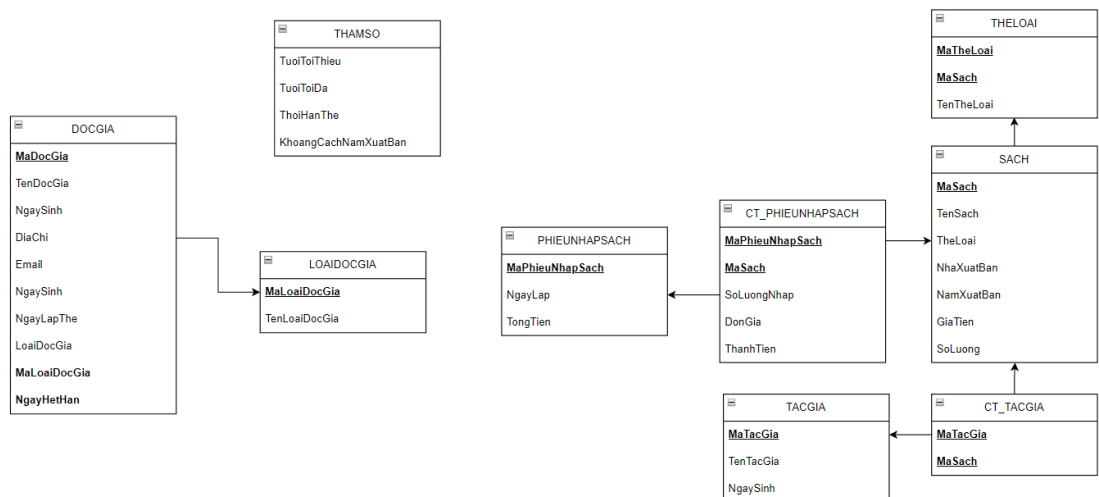 THAMSO
TuoiToiThieu
TuoiToiDa
ThoiHanThe
KhoangCachNamXuatBan
DOCGIA
MaDocGia
TenDocGia
NgaySinh
DiaChi
Email
NgaySinh
NgayLapThe
LoaiDocGia
MaLoaiDocGia
NgayHetHan
LOAIDOCGIA
MaLoaiDocGia
TenLoaiDocGia
PHIEUNHAPSACH
MaPhieuNhapSach
NgayLap
TongTien
CT_PHIEUNHAPSACH
MaPhieuNhapSach
MaSach
SoLuongNhap
DonGia
ThanhTien
THELOAI
MaTheLoai
MaSach
TenTheLoai
SACH
MaSach
TenSach
TheLoai
NhaXuatBan
NamXuatBan
GiaTien
SoLuong
TACGIA
MaTacGia
TenTacGia
NgaySinh
CT_TACGIA
MaTacGia
MaSach